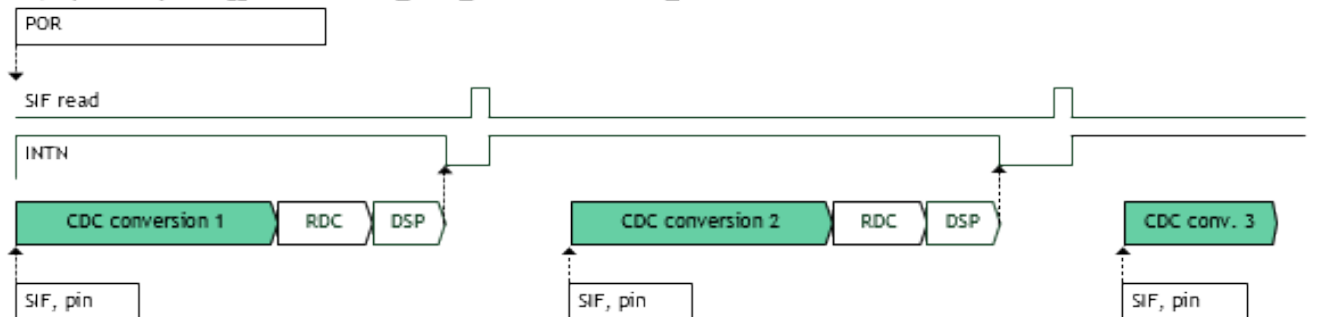 POR
SIF read
INTN
CDC conversion 1 RDC DSP CDC conversion 2 RDC DSP CDC conv. 3
SIF, pin SIF, pin SIF, pin